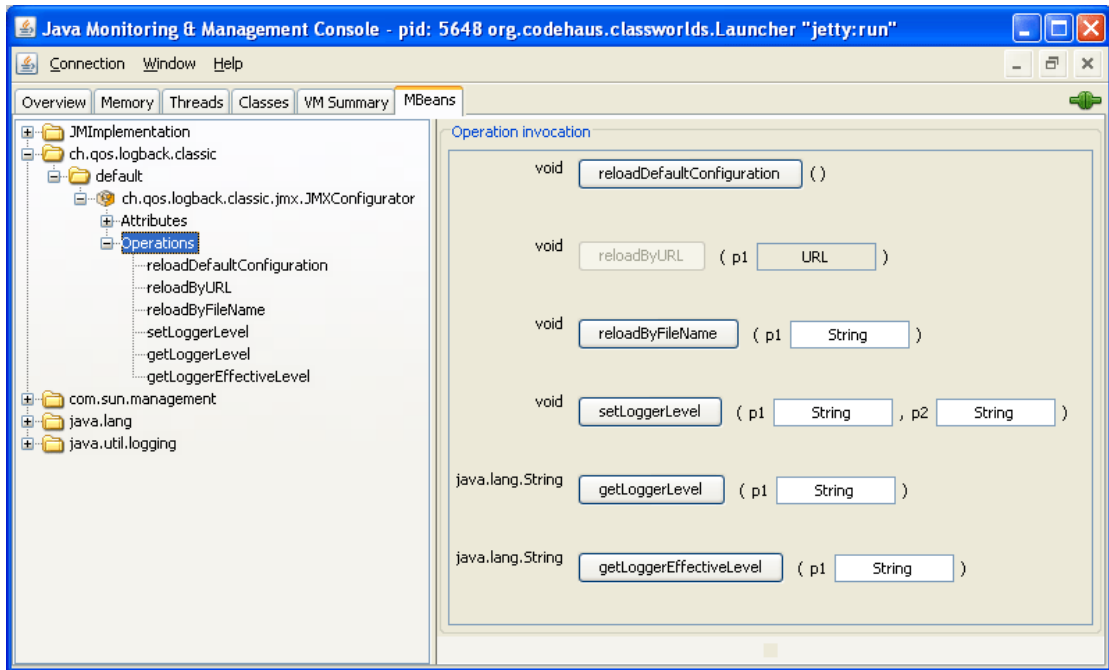 Java Monitoring & Management Console - pid: 5648 org.codehaus.classworlds.Launcher "jetty:run"
Connection Window Help
Overview Memory Threads Classes VM Summary MBeans
JMImplementation
ch.qos.logback.classic
default
ch.qos.logback.classic.jmx.JMXConfigurator
Attributes
Operations
reloadDefaultConfiguration
reloadByURL
reloadByFileName
setLoggerLevel
getLoggerLevel
getLoggerEffectiveLevel
com.sun.management
java.lang
java.util.logging
Operation invocation
void reloadDefaultConfiguration ( )
void reloadByURL ( p1 URL )
void reloadByFileName ( p1 String )
void setLoggerLevel ( p1 String , p2 String )
java.lang.String getLoggerLevel ( p1 String )
java.lang.String getLoggerEffectiveLevel ( p1 String )